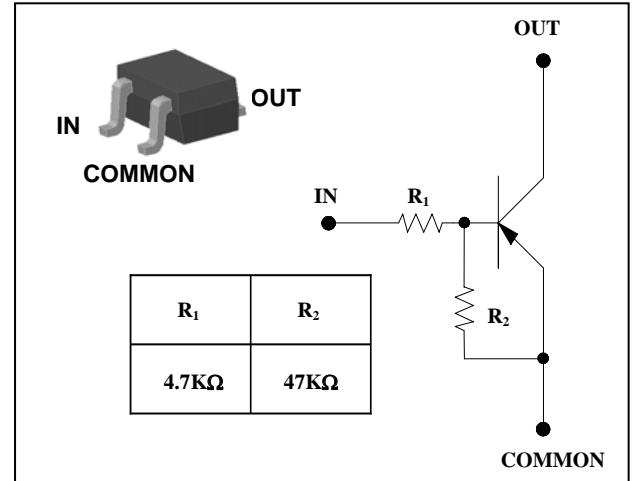 OUT
IN
COMMON
OUT
IN
R₁
R₂
R₁ R₂
4.7KΩ 47KΩ
COMMON